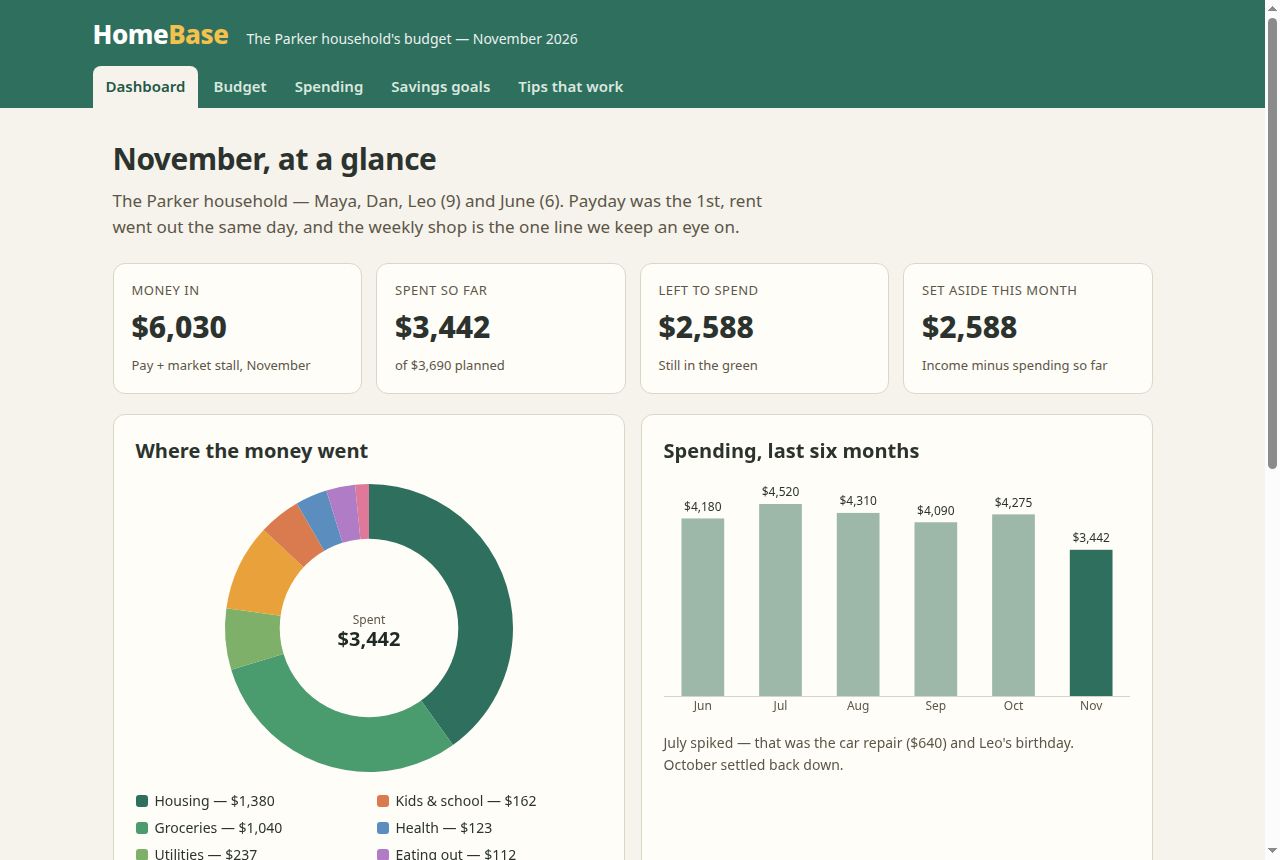 HomeBase The Parker household's budget — November 2026
Dashboard Budget Spending Savings goals Tips that work
November, at a glance
The Parker household — Maya, Dan, Leo (9) and June (6). Payday was the 1st, rent
went out the same day, and the weekly shop is the one line we keep an eye on.
MONEY IN
$6,030
Pay + market stall, November
SPENT SO FAR
$3,442
of $3,690 planned
LEFT TO SPEND
$2,588
Still in the green
SET ASIDE THIS MONTH
$2,588
Income minus spending so far
Where the money went
Spent
$3,442
Housing — $1,380
Groceries — $1,040
Utilities — $237
Kids & school — $162
Health — $123
Eating out — $112
Spending, last six months
$4,180
$4,520
$4,310
$4,090
$4,275
$3,442
Jun Jul Aug Sep Oct Nov
July spiked — that was the car repair ($640) and Leo's birthday.
October settled back down.